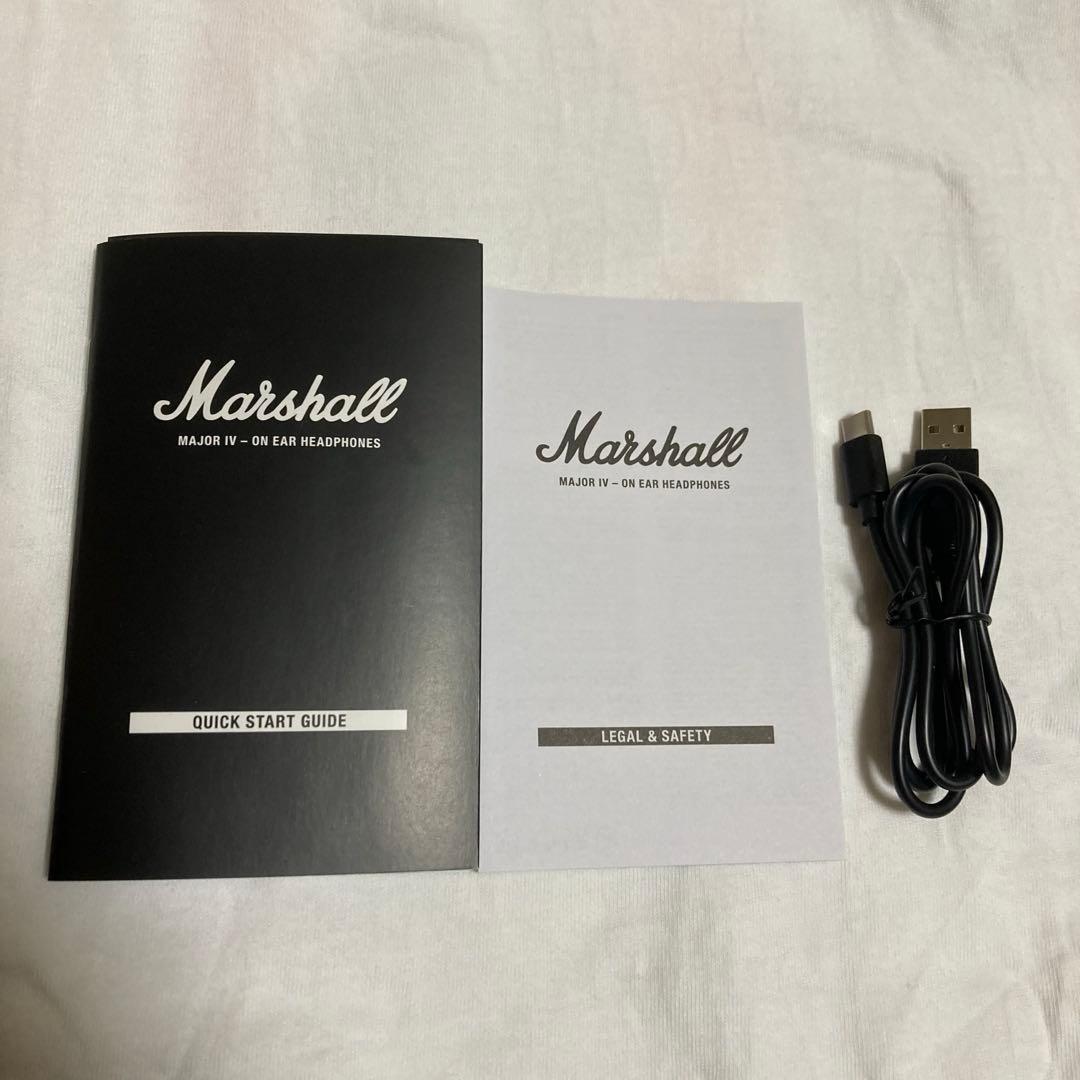 Marshall
MAJOR IV – ON EAR HEADPHONES
QUICK START GUIDE
Marshall
MAJOR IV – ON EAR HEADPHONES
LEGAL & SAFETY